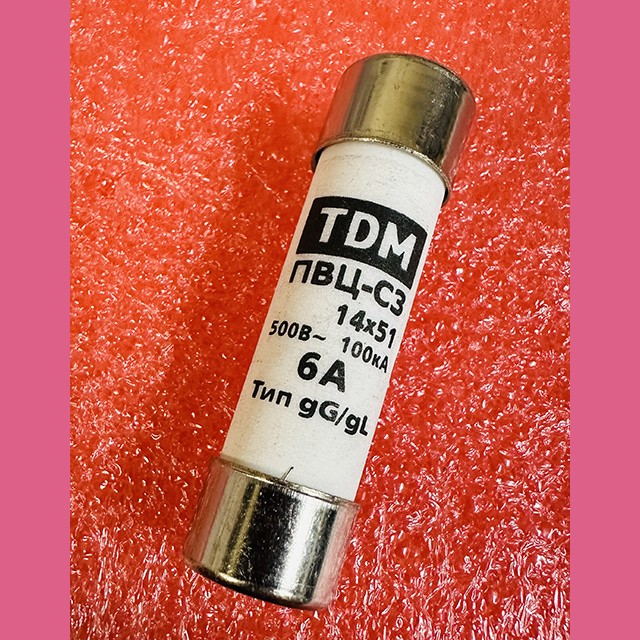 TDM
ПВЦ-С3
14x51
500В~ 100кА
6А
Тип gG/gL